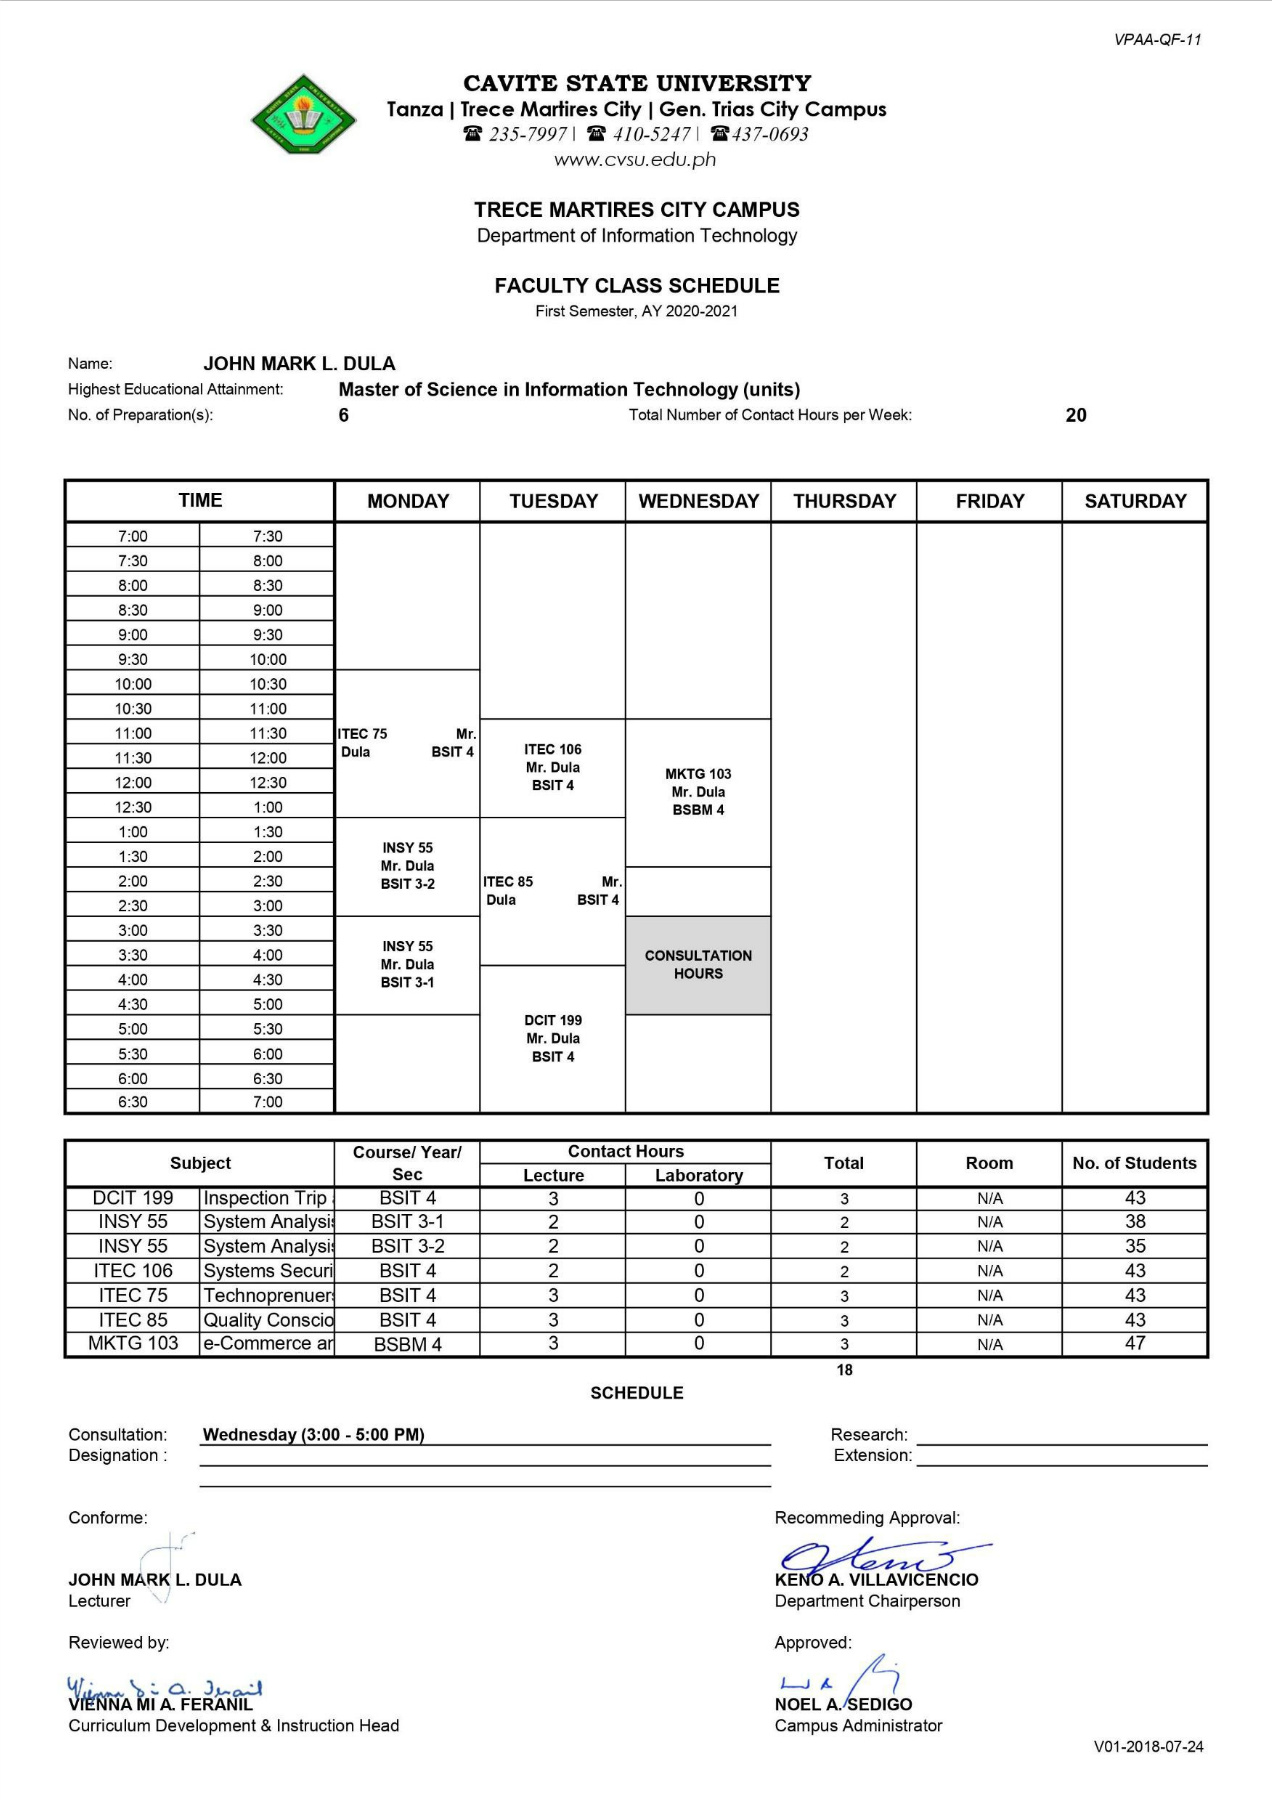 VPAA-QF-11
CAVITE STATE UNIVERSITY
Tanza | Trece Martires City | Gen. Trias City Campus
☎ 235-7997 | ☎ 410-5247 | ☎ 437-0693
www.cvsu.edu.ph
TRECE MARTIRES CITY CAMPUS
Department of Information Technology
FACULTY CLASS SCHEDULE
First Semester, AY 2020-2021
Name: JOHN MARK L. DULA
Highest Educational Attainment: Master of Science in Information Technology (units)
No. of Preparation(s): 6 Total Number of Contact Hours per Week: 20
TIME MONDAY TUESDAY WEDNESDAY THURSDAY FRIDAY SATURDAY
7:00 7:30
7:30 8:00
8:00 8:30
8:30 9:00
9:00 9:30
9:30 10:00
10:00 10:30
10:30 11:00
11:00 11:30
11:30 12:00
12:00 12:30
12:30 1:00
1:00 1:30
1:30 2:00
2:00 2:30
2:30 3:00
3:00 3:30
3:30 4:00
4:00 4:30
4:30 5:00
5:00 5:30
5:30 6:00
6:00 6:30
6:30 7:00
ITEC 75 Mr.
Dula BSIT 4
INSY 55
Mr. Dula
BSIT 3-2
INSY 55
Mr. Dula
BSIT 3-1
ITEC 106
Mr. Dula
BSIT 4
ITEC 85 Mr.
Dula BSIT 4
DCIT 199
Mr. Dula
BSIT 4
MKTG 103
Mr. Dula
BSBM 4
CONSULTATION
HOURS
Subject Course/ Year/ Sec Contact Hours Total Room No. of Students
Lecture Laboratory
DCIT 199 Inspection Trip BSIT 4 3 0 3 N/A 43
INSY 55 System Analysi BSIT 3-1 2 0 2 N/A 38
INSY 55 System Analysi BSIT 3-2 2 0 2 N/A 35
ITEC 106 Systems Securi BSIT 4 2 0 2 N/A 43
ITEC 75 Technoprenuer BSIT 4 3 0 3 N/A 43
ITEC 85 Quality Conscio BSIT 4 3 0 3 N/A 43
MKTG 103 e-Commerce ar BSBM 4 3 0 3 N/A 47
18
SCHEDULE
Consultation: Wednesday (3:00 - 5:00 PM) Research:
Designation : Extension:
Conforme: Recommeding Approval:
JOHN MARK L. DULA KENO A. VILLAVICENCIO
Lecturer Department Chairperson
Reviewed by: Approved:
VIENNA MI A. FERANIL NOEL A. SEDIGO
Curriculum Development & Instruction Head Campus Administrator
V01-2018-07-24